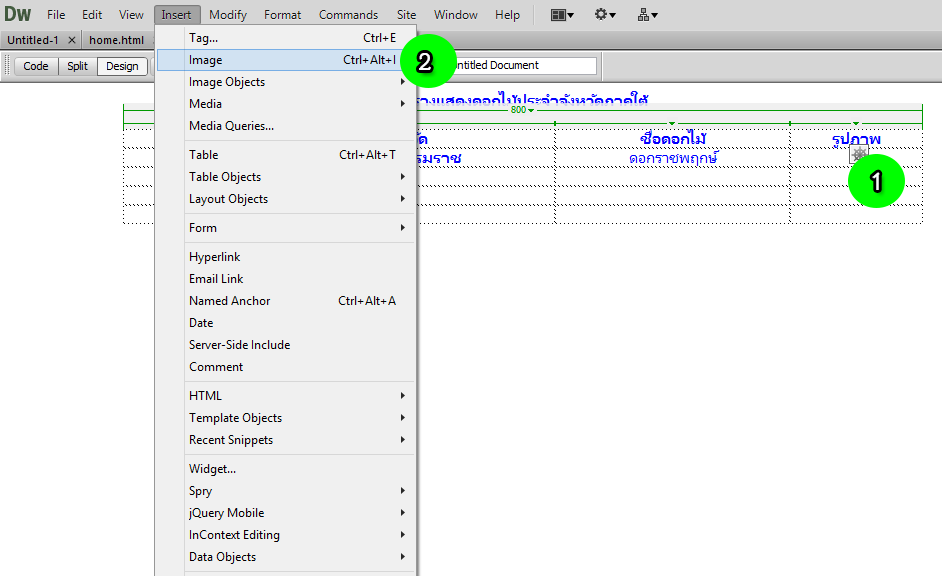 Dw File Edit View Insert Modify Format Commands Site Window Help
Untitled-1 × home.html
Code Split Design
Untitled Document
Tag... Ctrl+E
Image Ctrl+Alt+I
2
Image Objects
Media
Media Queries...
Table Ctrl+Alt+T
Table Objects
Layout Objects
Form
Hyperlink
Email Link
Named Anchor Ctrl+Alt+A
Date
Server-Side Include
Comment
HTML
Template Objects
Recent Snippets
Widget...
Spry
jQuery Mobile
InContext Editing
Data Objects
รางแสดงดอกไม้ประจำจังหวัดภาคใต้
800
ัด ชื่อดอกไม้ รูปภาพ
รมราช ดอกราชพฤกษ์
1